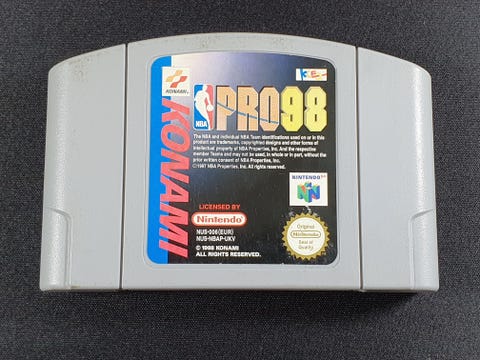 KONAMI
NBA
PRO98
The NBA and individual NBA Team identifications used on or in this
product are trademarks, copyrighted designs and other forms of
intellectual property of NBA Properties, Inc. And the respective
member Teams and may not be used, in whole or in part, without the
prior written consent of NBA Properties, Inc.
©1997 NBA Properties, Inc. All Rights Reserved.
KONAMI
LICENSED BY
Nintendo
NUS-006(EUR)
NUS-NBAP-UKV
© 1998 KONAMI
ALL RIGHTS RESERVED.
NINTENDO 64
Original
Nintendo
Seal of
Quality